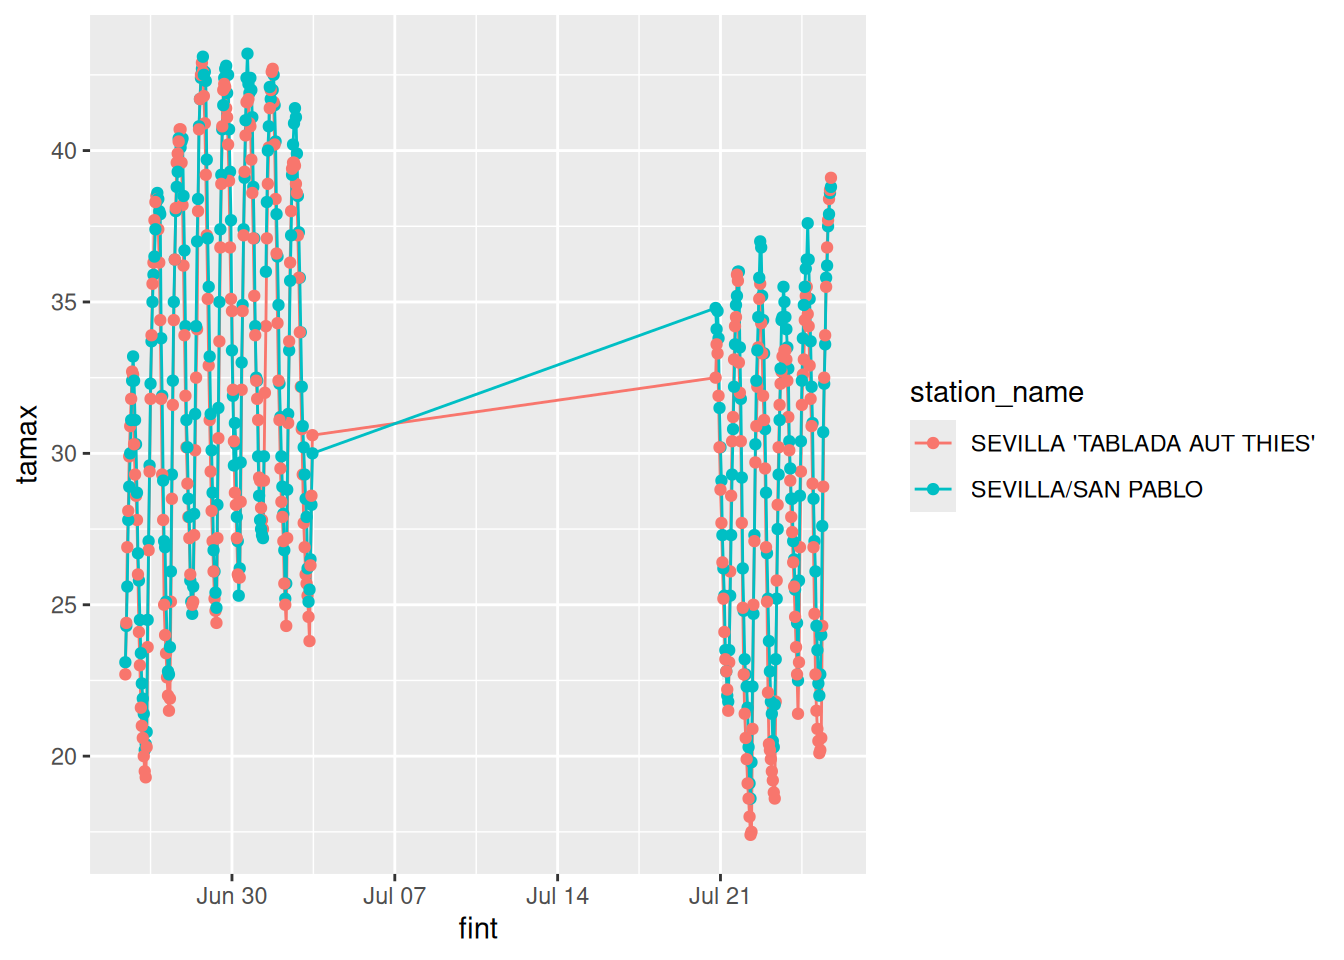 40
35
30
25
20
tamax
Jun 30
Jul 07
Jul 14
Jul 21
fint
station_name
SEVILLA 'TABLADA AUT THIES'
SEVILLA/SAN PABLO